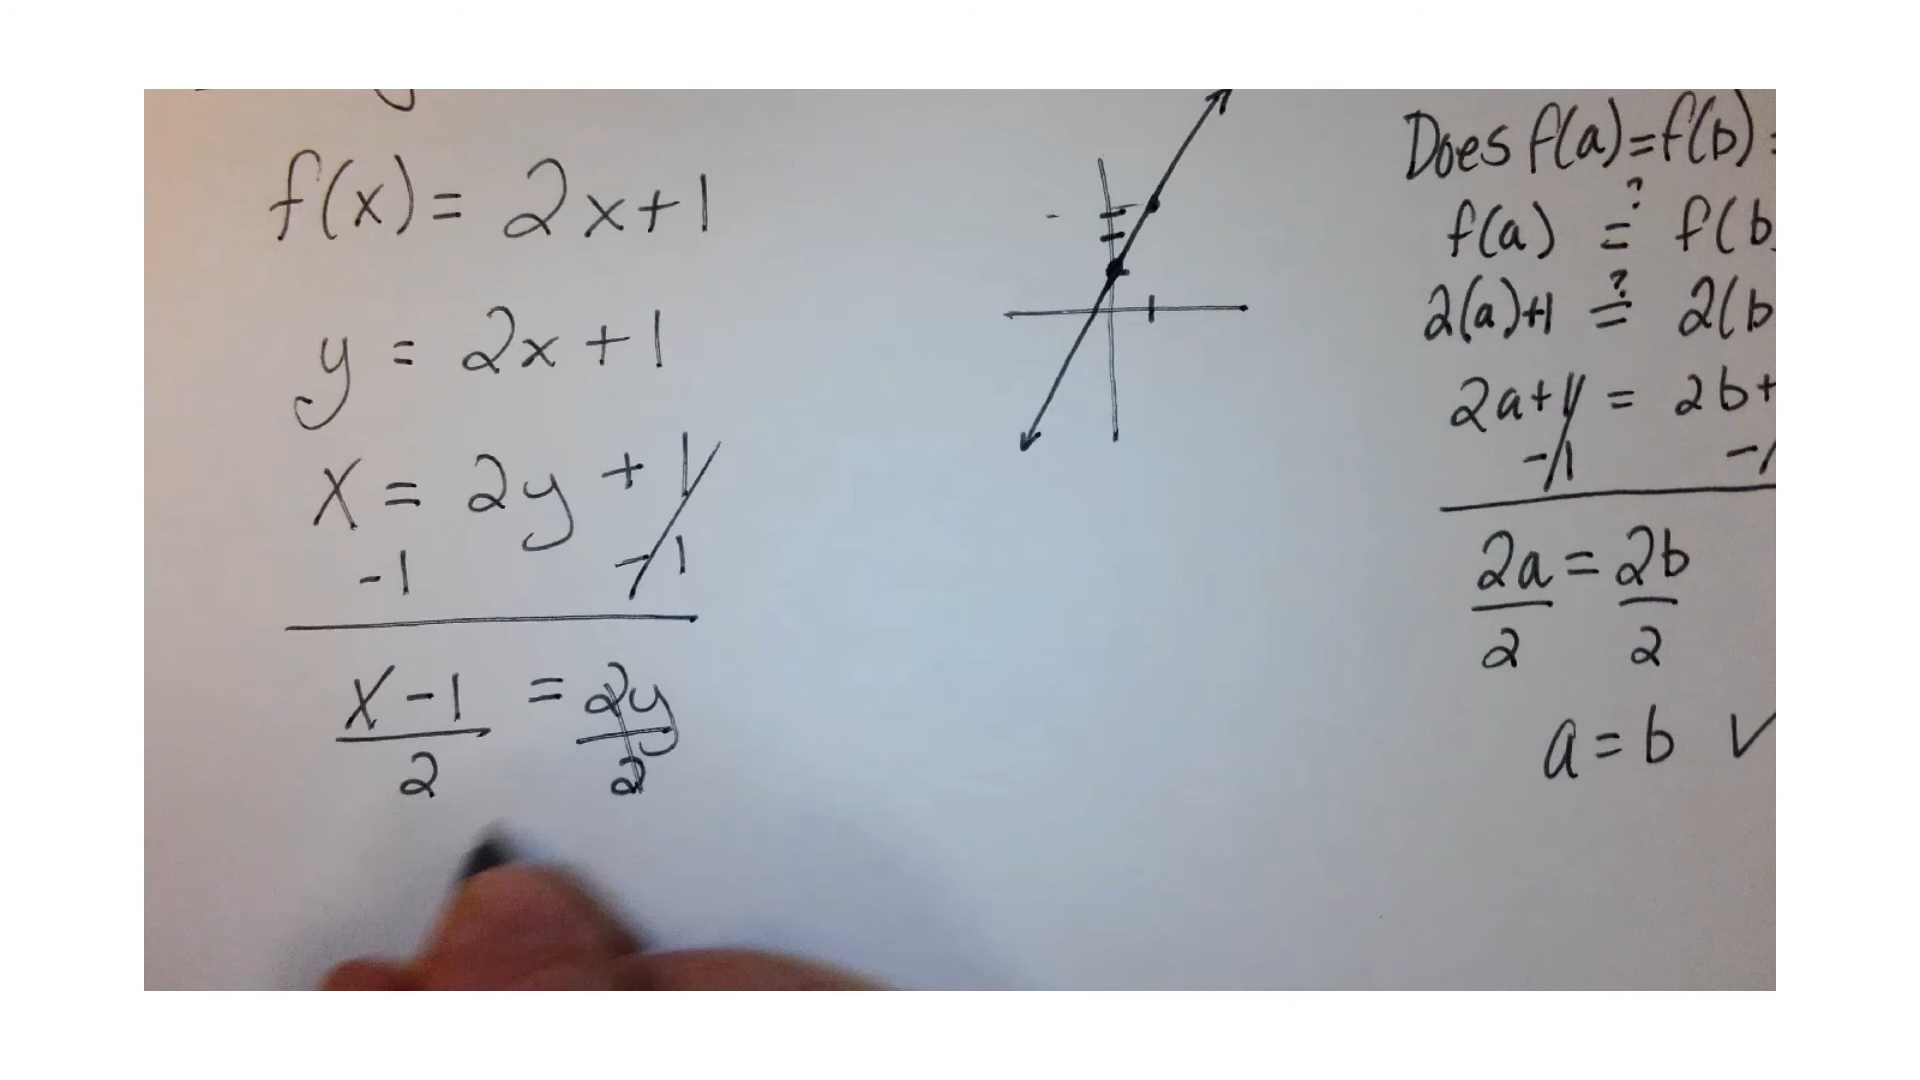 f(x) = 2x+1
y = 2x+1
x = 2y + 1
-1 -1
x-1 = 2y
2 2
Does f(a)=f(b)
f(a) =? f(b
2(a)+1 =? 2(b
2a+1 = 2b+
-1 -1
2a = 2b
2 2
a = b ✓